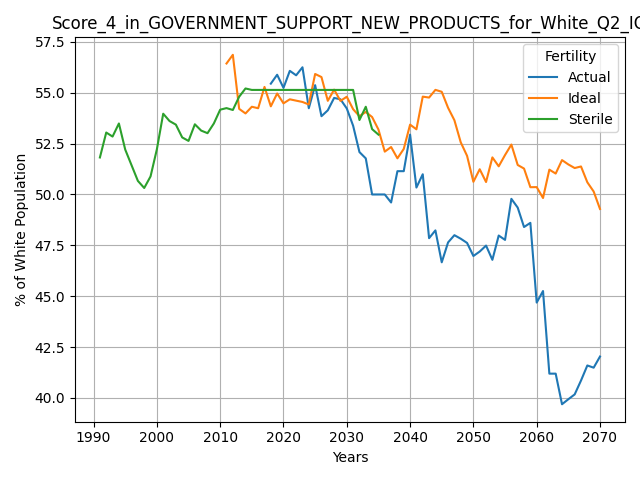 Score_4_in_GOVERNMENT_SUPPORT_NEW_PRODUCTS_for_White_Q2_IC
57.5
55.0
52.5
50.0
47.5
45.0
42.5
40.0
% of White Population
Fertility
Actual
Ideal
Sterile
1990 2000 2010 2020 2030 2040 2050 2060 2070
Years